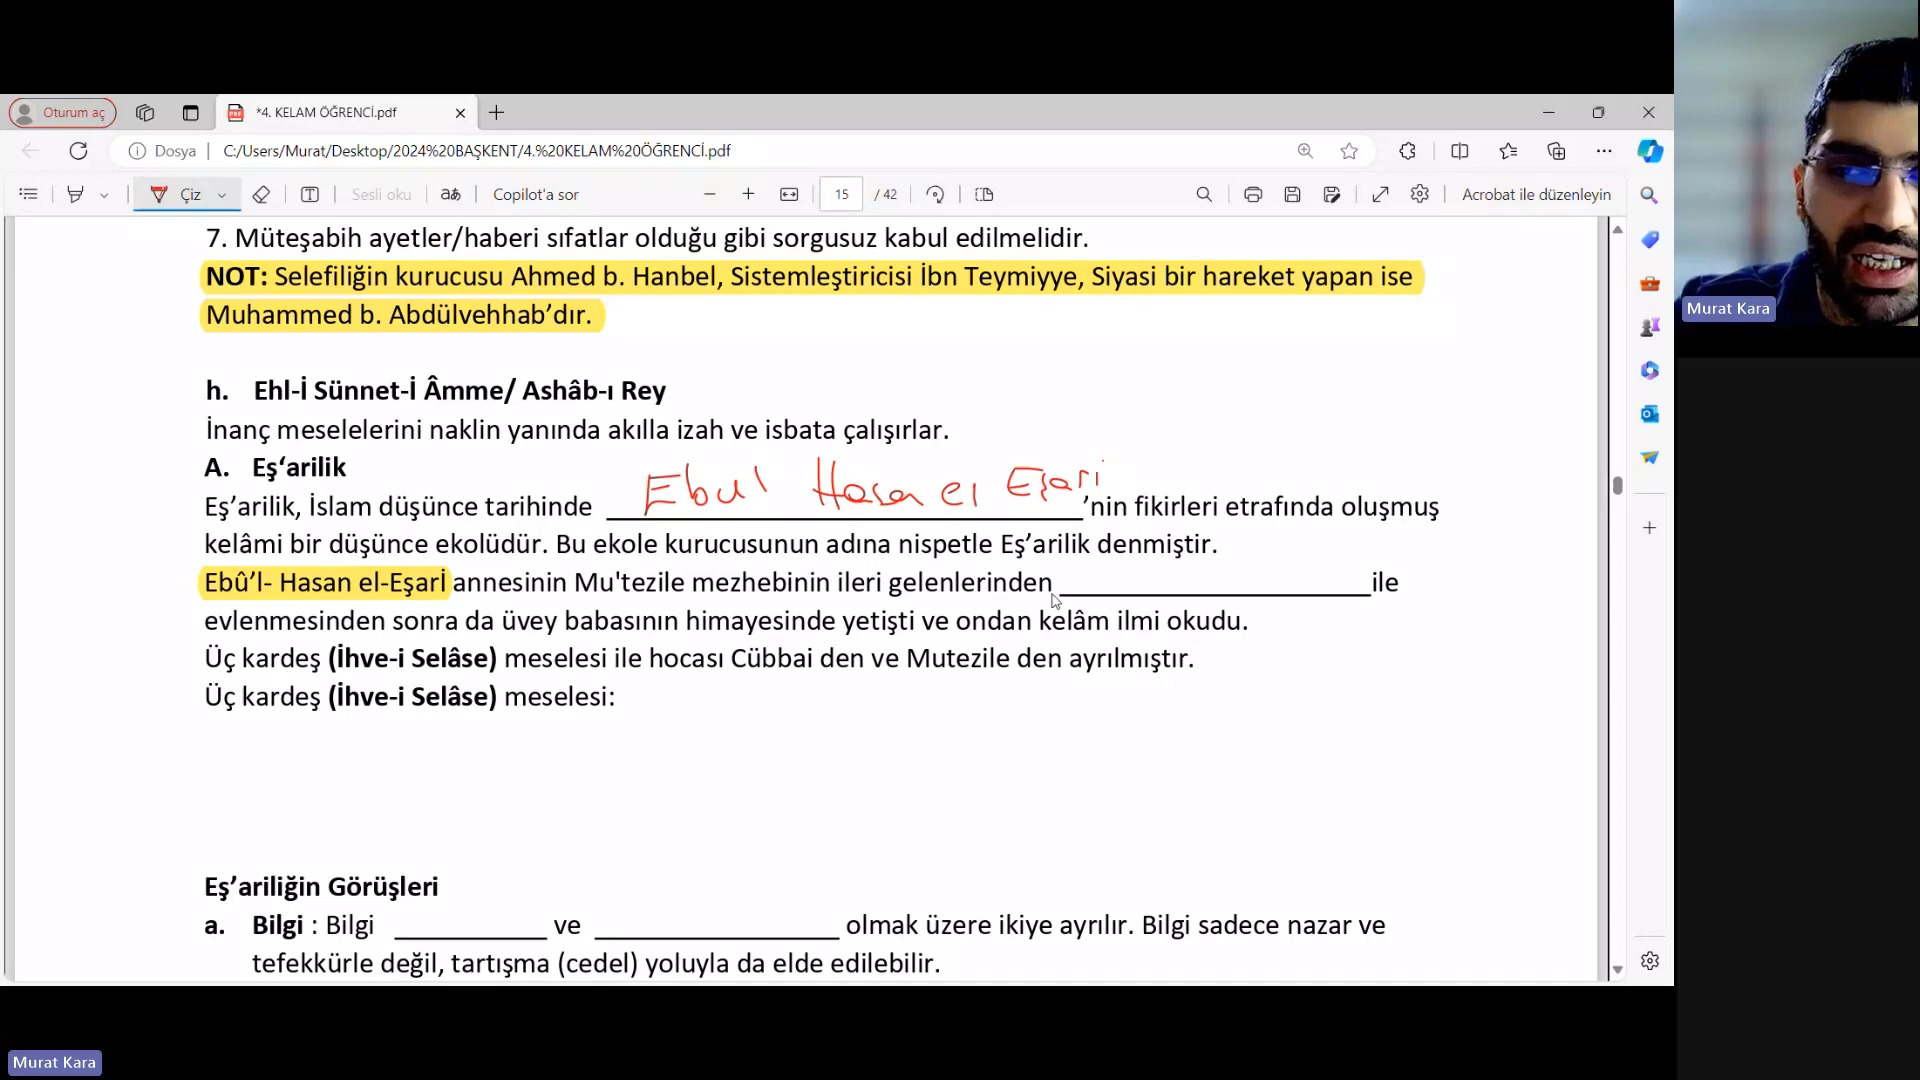 Oturum aç
*4. KELAM ÖĞRENCİ.pdf
Dosya
C:/Users/Murat/Desktop/2024%20BAŞKENT/4.%20KELAM%20ÖĞRENCİ.pdf
Çiz
Sesli oku
aあ
Copilot'a sor
15 / 42
Acrobat ile düzenleyin
7. Müteşabih ayetler/haberi sıfatlar olduğu gibi sorgusuz kabul edilmelidir.
NOT: Selefiliğin kurucusu Ahmed b. Hanbel, Sistemleştiricisi İbn Teymiyye, Siyasi bir hareket yapan ise
Muhammed b. Abdülvehhab’dır.
h. Ehl-İ Sünnet-İ Âmme/ Ashâb-ı Rey
İnanç meselelerini naklin yanında akılla izah ve isbata çalışırlar.
A. Eş‘arilik
Ebul Hasan el Eşari
Eş’arilik, İslam düşünce tarihinde ____________________’nin fikirleri etrafında oluşmuş
kelâmi bir düşünce ekolüdür. Bu ekole kurucusunun adına nispetle Eş’arilik denmiştir.
Ebû’l- Hasan el-Eşarİ annesinin Mu'tezile mezhebinin ileri gelenlerinden ____________________ile
evlenmesinden sonra da üvey babasının himayesinde yetişti ve ondan kelâm ilmi okudu.
Üç kardeş (İhve-i Selâse) meselesi ile hocası Cübbai den ve Mutezile den ayrılmıştır.
Üç kardeş (İhve-i Selâse) meselesi:
Eş’ariliğin Görüşleri
a. Bilgi : Bilgi __________ ve ________________ olmak üzere ikiye ayrılır. Bilgi sadece nazar ve
tefekkürle değil, tartışma (cedel) yoluyla da elde edilebilir.
Murat Kara
Murat Kara